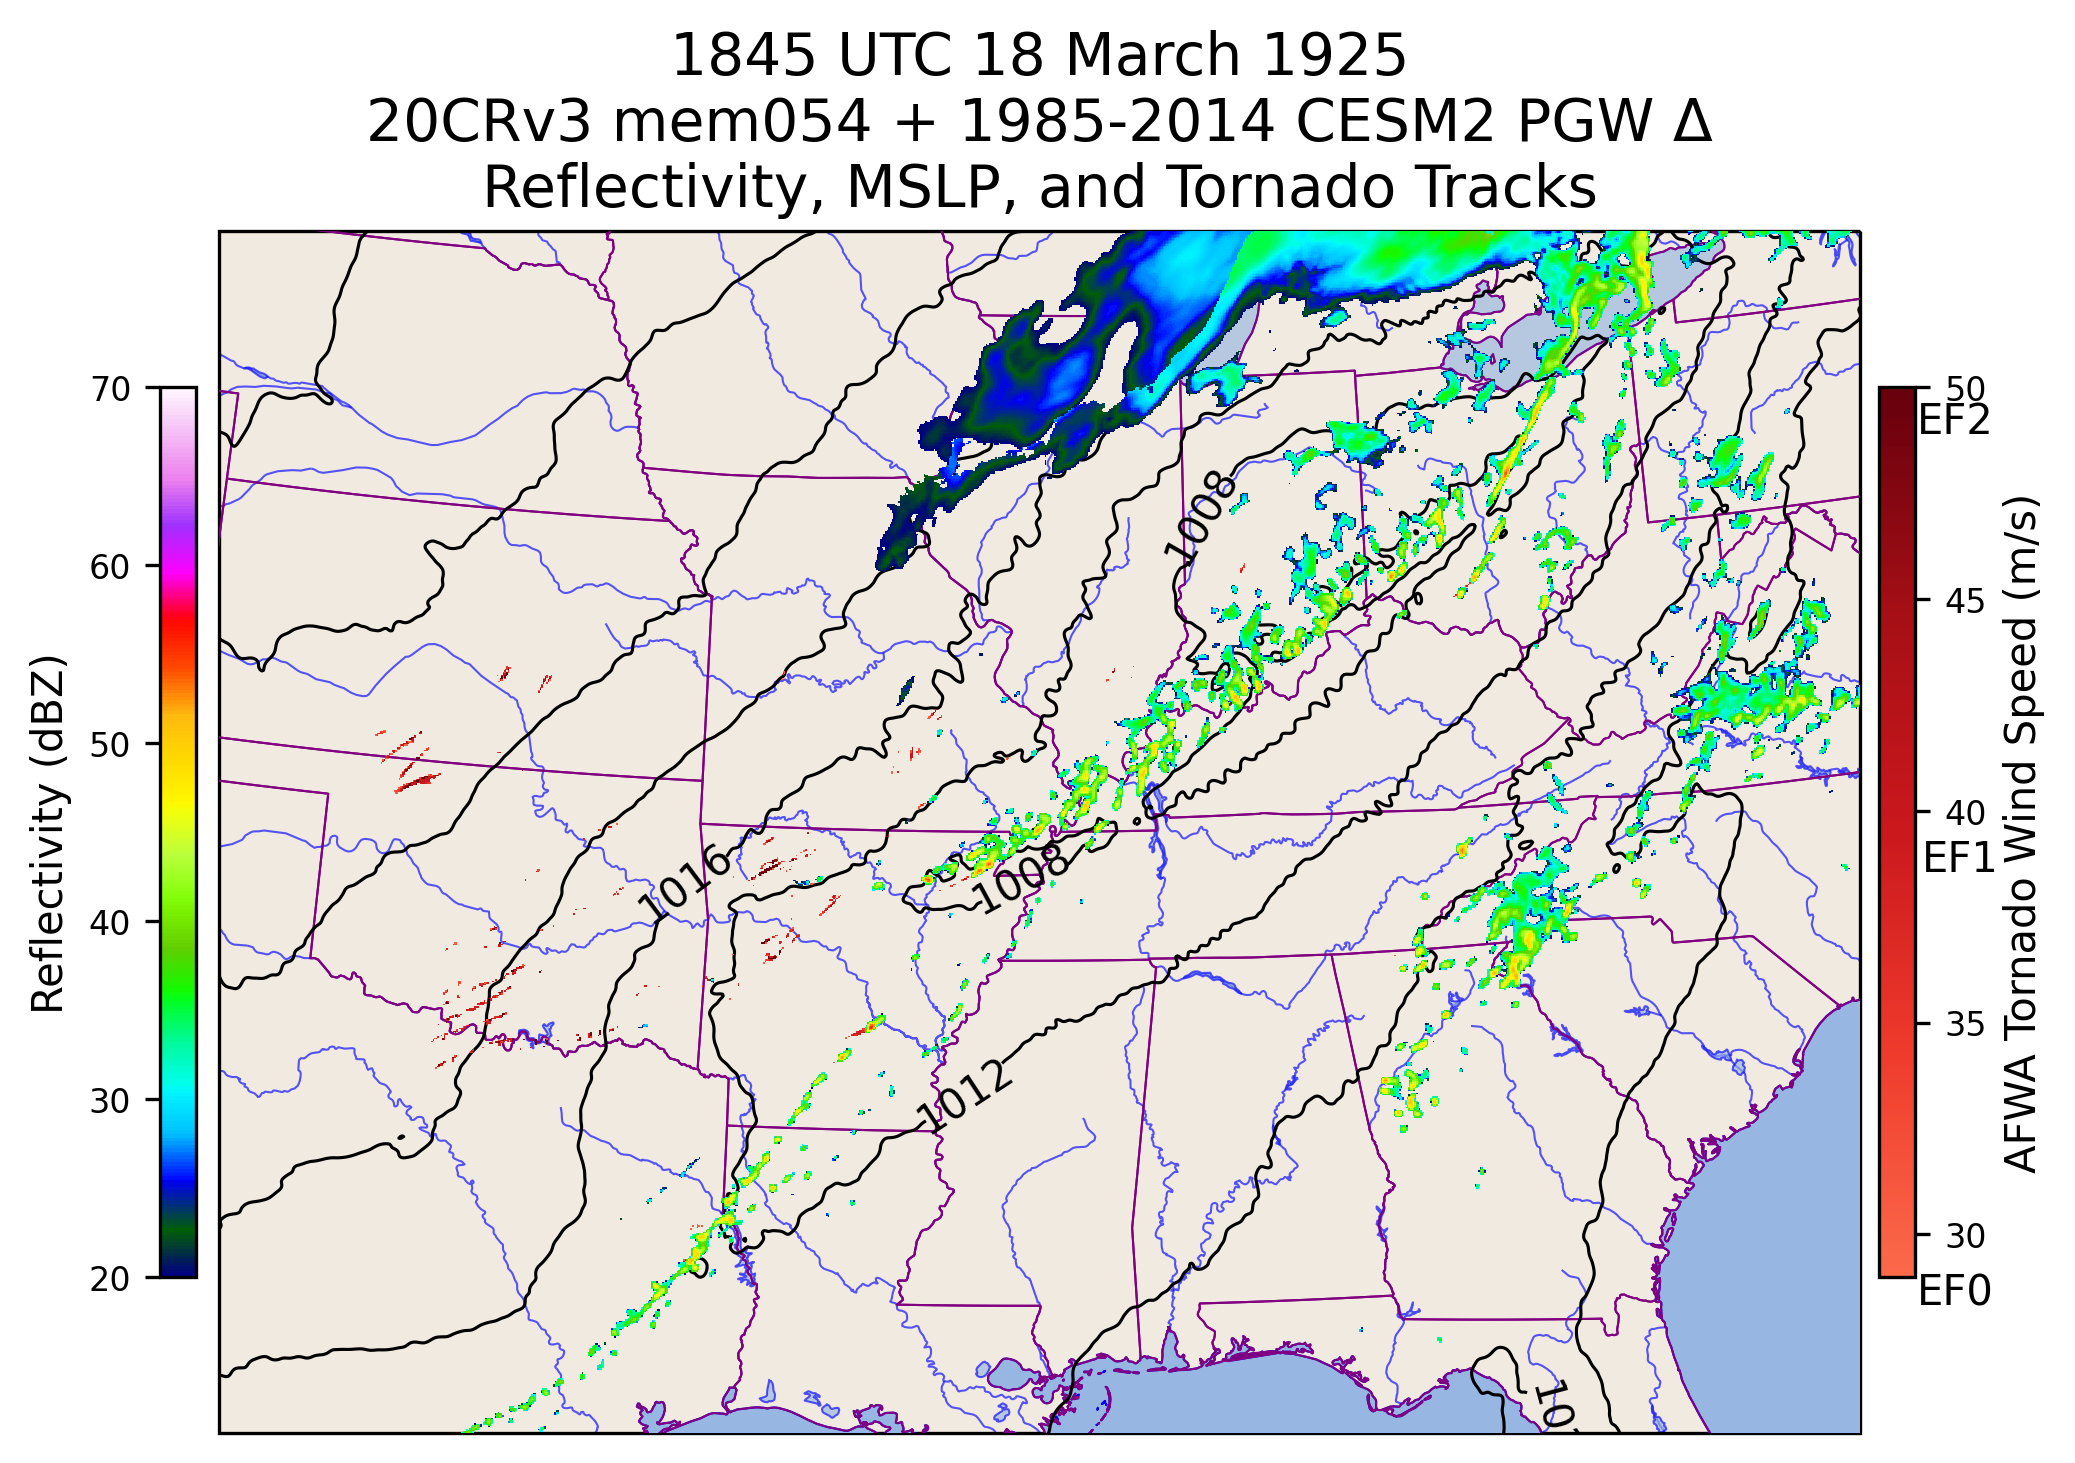 1845 UTC 18 March 1925
20CRv3 mem054 + 1985-2014 CESM2 PGW Δ
Reflectivity, MSLP, and Tornado Tracks
70
60
50
40
30
20
Reflectivity (dBZ)
1008
1016
1008
1012
10
50
EF2
45
40
EF1
35
30
EF0
AFWA Tornado Wind Speed (m/s)